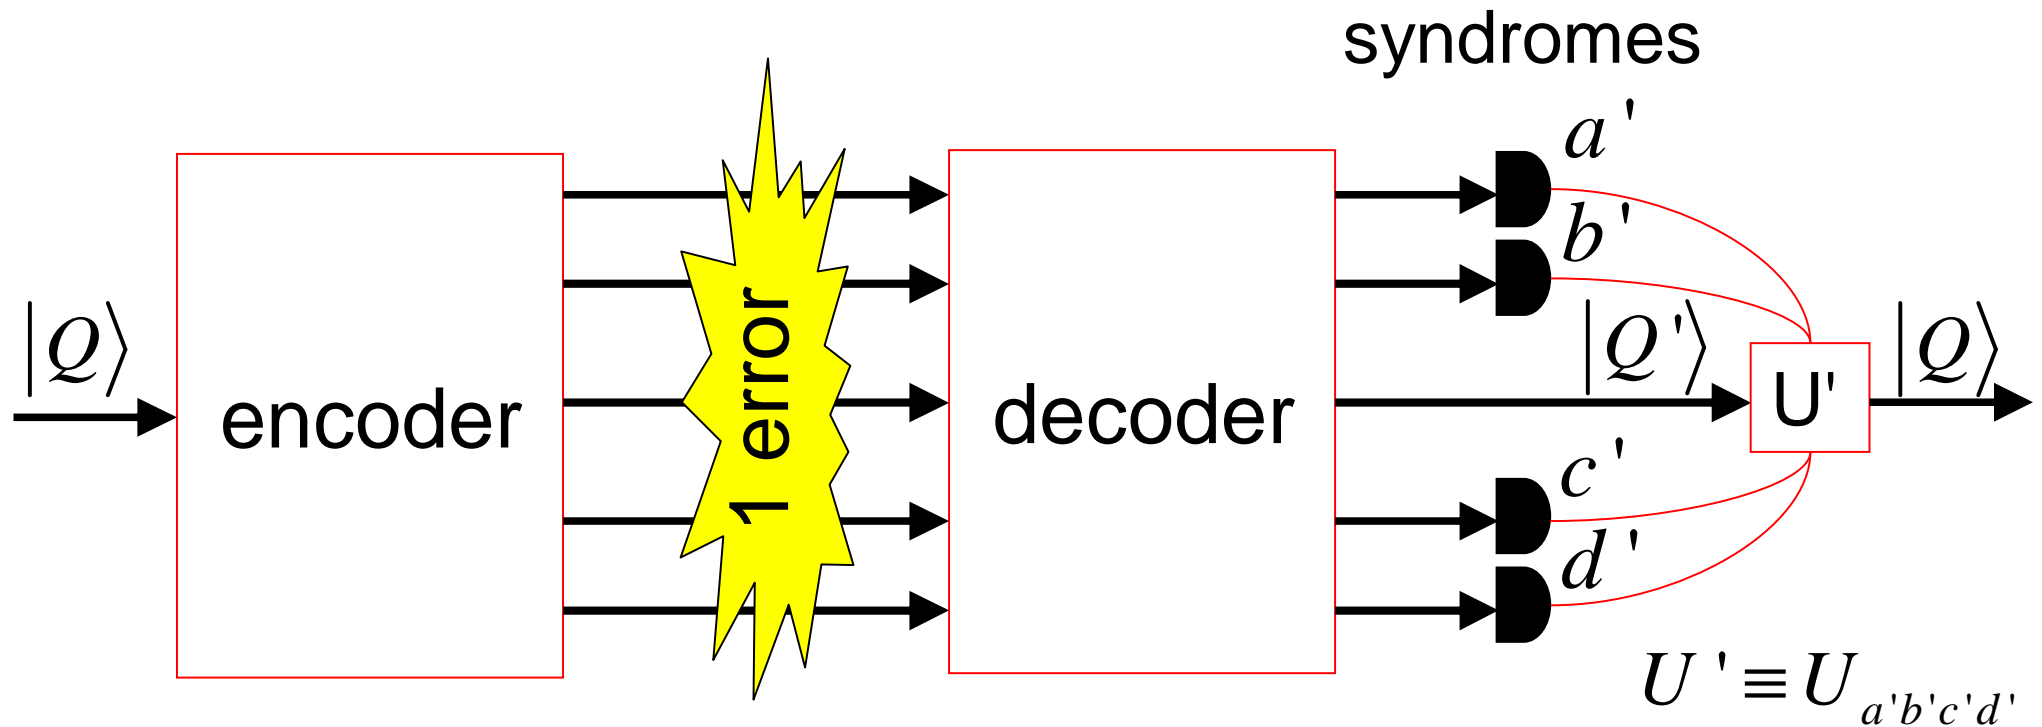 syndromes
a'
b'
|Q⟩
encoder
1 error
decoder
|Q'⟩
U'
|Q⟩
c'
d'
U'≡U_{a'b'c'd'}